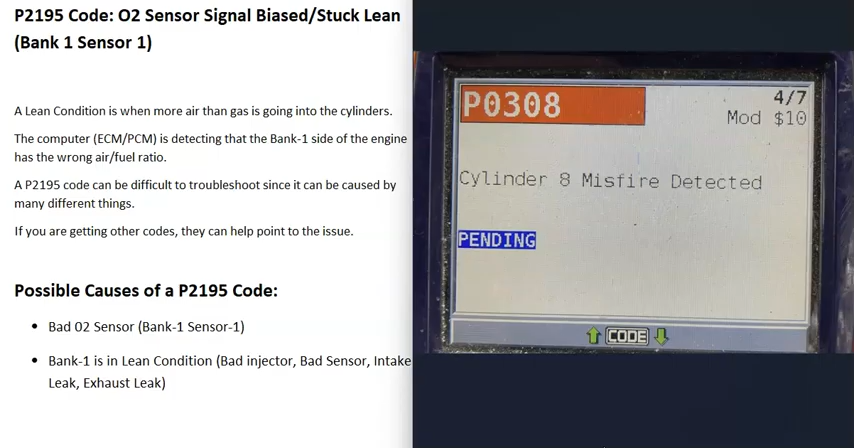 P2195 Code: O2 Sensor Signal Biased/Stuck Lean
(Bank 1 Sensor 1)
A Lean Condition is when more air than gas is going into the cylinders.
The computer (ECM/PCM) is detecting that the Bank-1 side of the engine
has the wrong air/fuel ratio.
A P2195 code can be difficult to troubleshoot since it can be caused by
many different things.
If you are getting other codes, they can help point to the issue.
Possible Causes of a P2195 Code:
• Bad 02 Sensor (Bank-1 Sensor-1)
• Bank-1 is in Lean Condition (Bad injector, Bad Sensor, Intake
Leak, Exhaust Leak)
P0308
4/7
Mod $10
Cylinder 8 Misfire Detected
PENDING
CODE